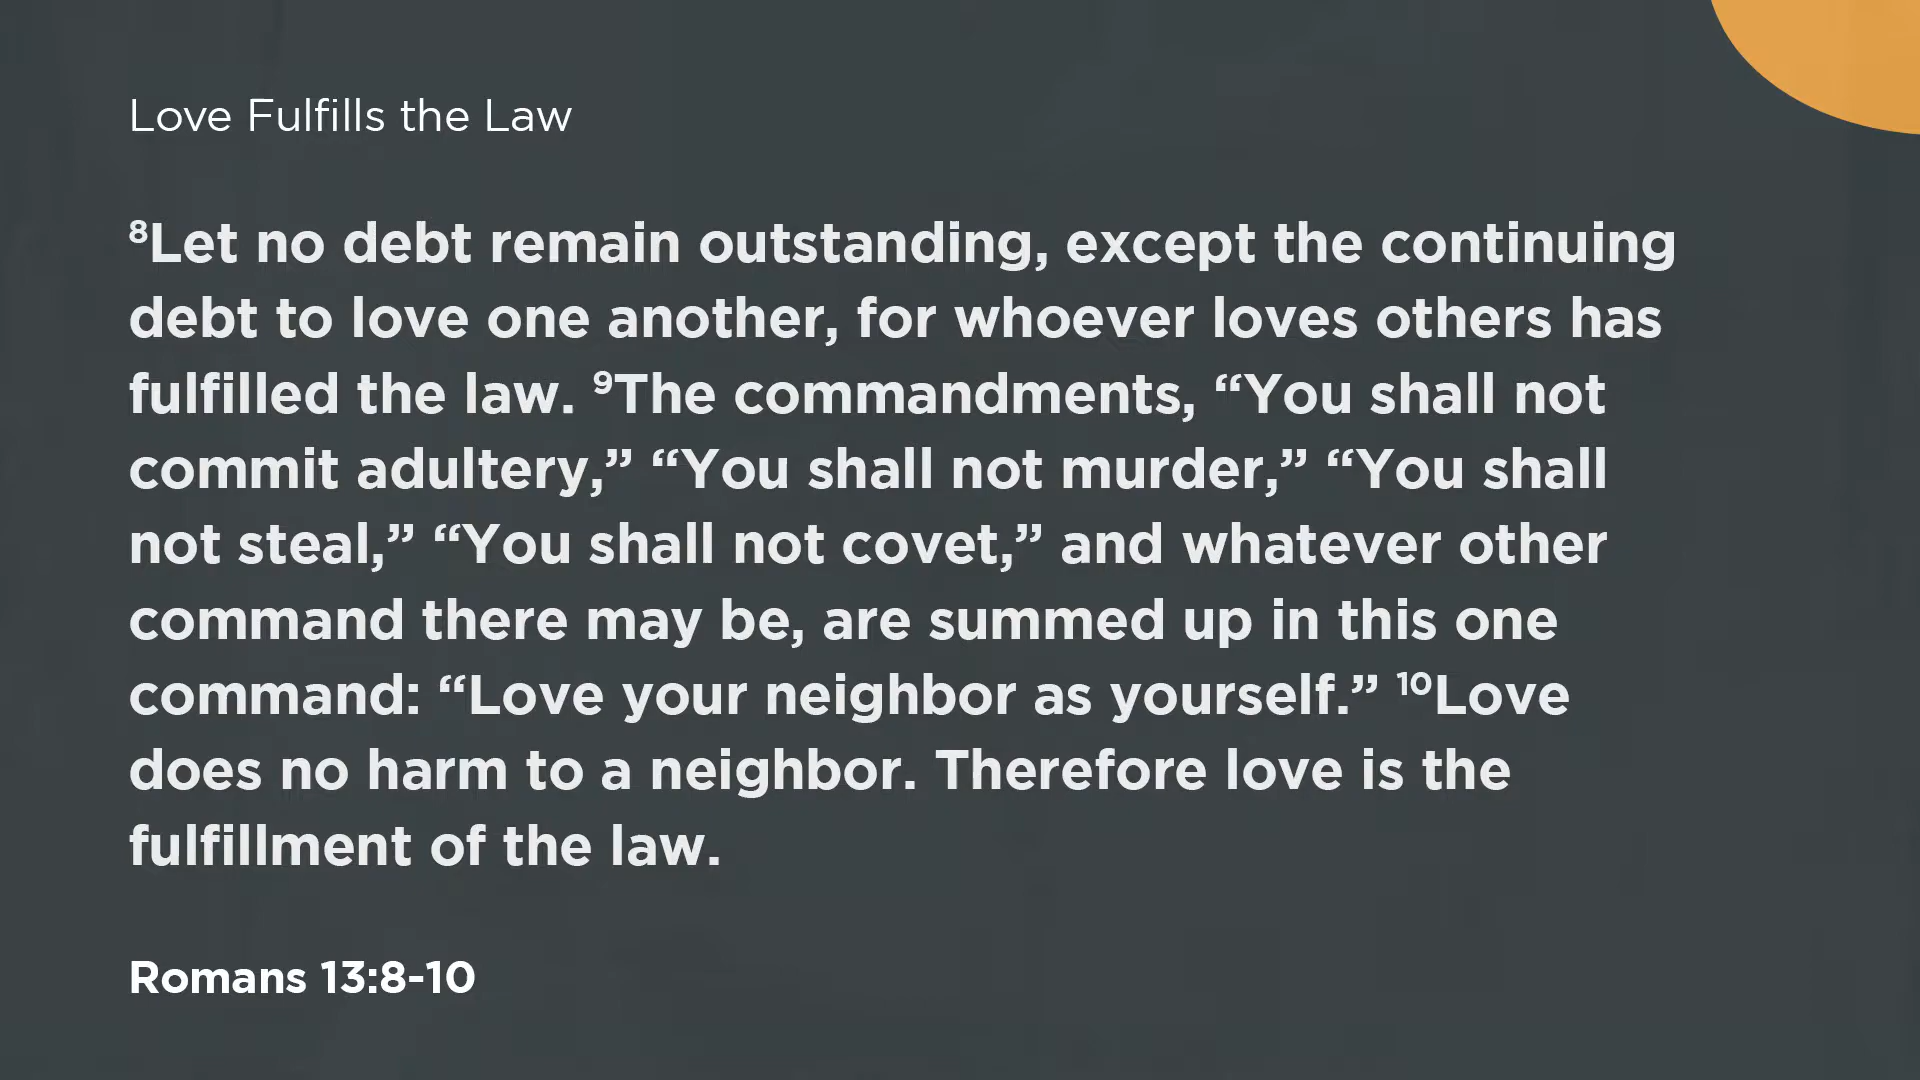 Love Fulfills the Law
⁸Let no debt remain outstanding, except the continuing
debt to love one another, for whoever loves others has
fulfilled the law. ⁹The commandments, “You shall not
commit adultery,” “You shall not murder,” “You shall
not steal,” “You shall not covet,” and whatever other
command there may be, are summed up in this one
command: “Love your neighbor as yourself.” ¹⁰Love
does no harm to a neighbor. Therefore love is the
fulfillment of the law.
Romans 13:8-10